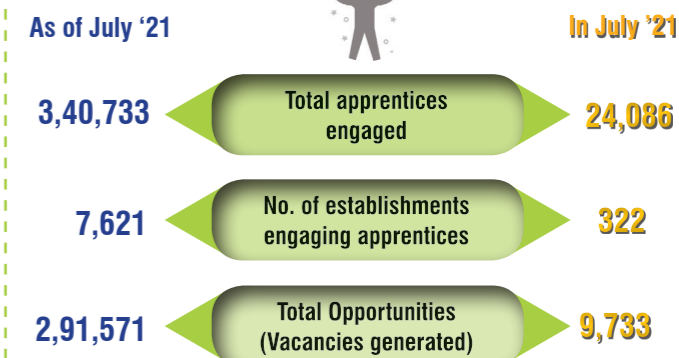 As of July ‘21
In July ’21
3,40,733
Total apprentices
engaged
24,086
7,621
No. of establishments
engaging apprentices
322
2,91,571
Total Opportunities
(Vacancies generated)
9,733